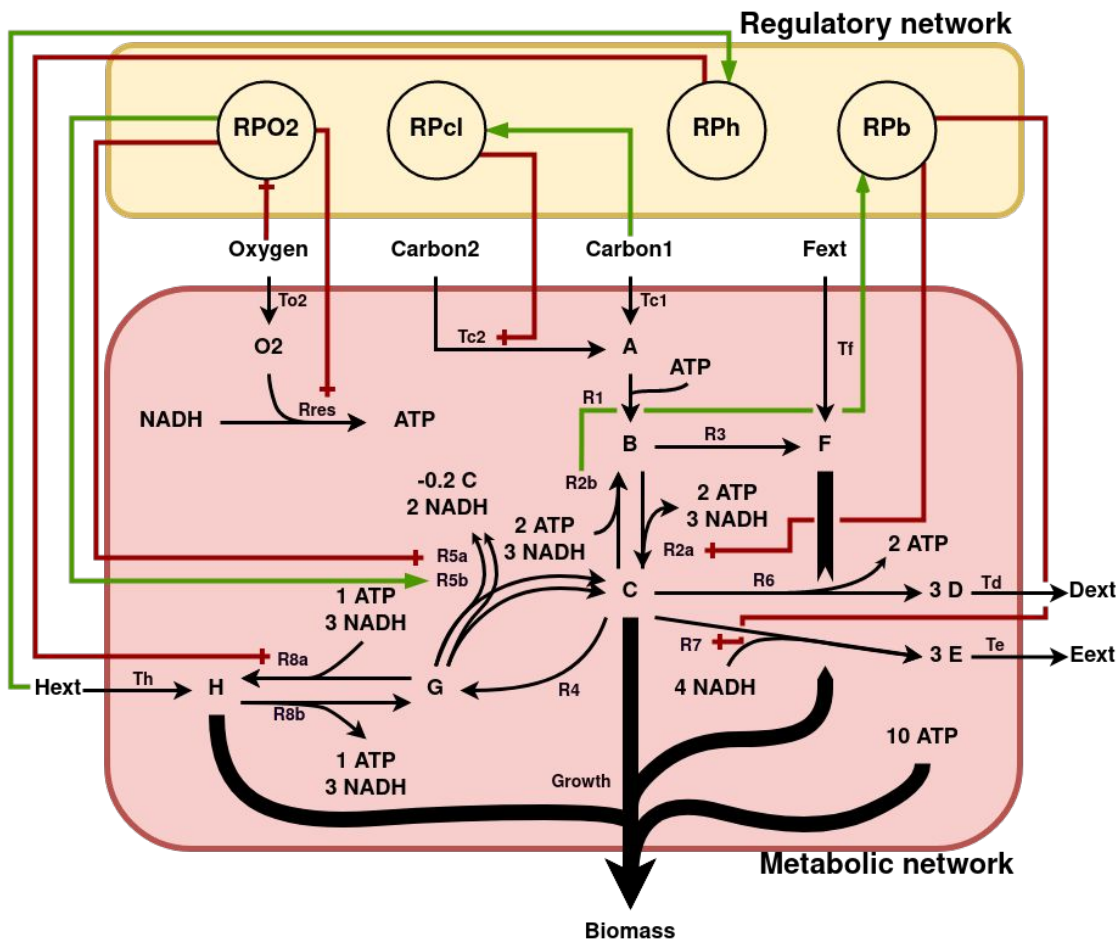 Regulatory network
RPO2
RPcl
RPh
RPb
Oxygen
Carbon2
Carbon1
Fext
To2
Tc1
Tc2
Tf
O2
A
ATP
R1
Rres
NADH
ATP
B
R3
F
R2b
-0.2 C
2 NADH
2 ATP
3 NADH
2 ATP
3 NADH
R2a
2 ATP
R5a
R5b
C
R6
3 D
Td
Dext
1 ATP
3 NADH
R7
3 E
Te
Eext
R8a
Hext
Th
H
G
R4
4 NADH
R8b
10 ATP
1 ATP
3 NADH
Growth
Metabolic network
Biomass